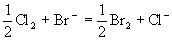 1/2 Cl₂ + Br⁻ = 1/2 Br₂ + Cl⁻